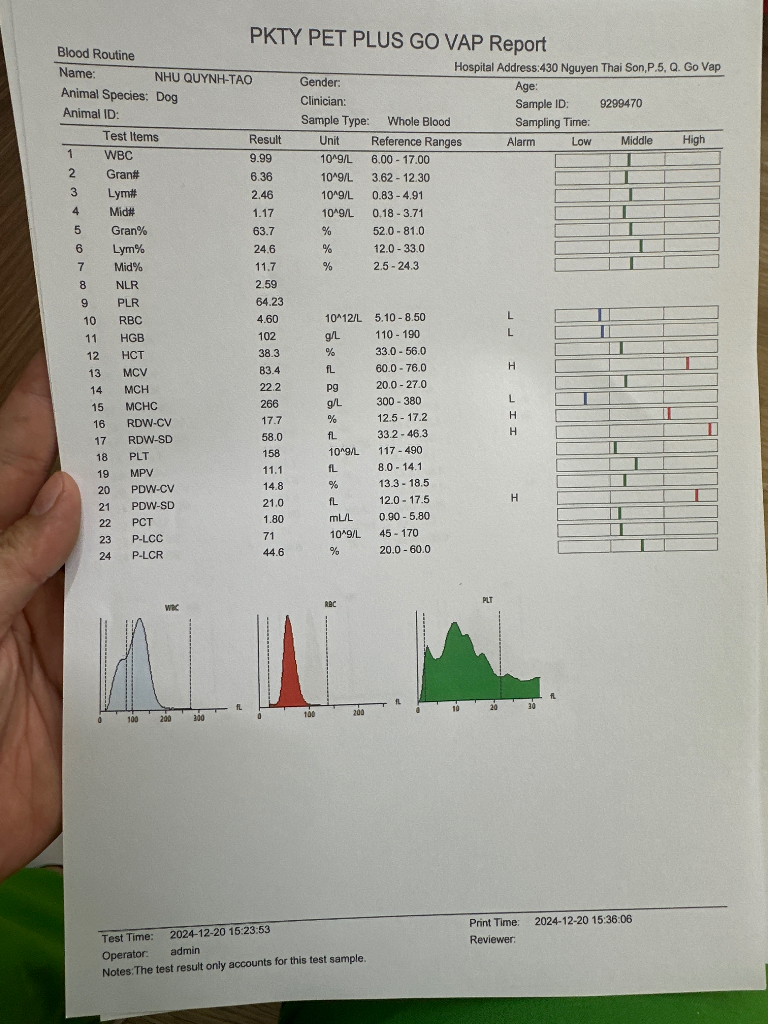 PKTY PET PLUS GO VAP Report
Blood Routine
Hospital Address:430 Nguyen Thai Son,P.5, Q. Go Vap
Name: NHU QUYNH-TAO Gender: Age:
Animal Species: Dog Clinician: Sample ID: 9299470
Animal ID: Sample Type: Whole Blood Sampling Time:
Test Items Result Unit Reference Ranges Alarm Low Middle High
1 WBC 9.99 10^9/L 6.00 - 17.00
2 Gran# 6.36 10^9/L 3.62 - 12.30
3 Lym# 2.46 10^9/L 0.83 - 4.91
4 Mid# 1.17 10^9/L 0.18 - 3.71
5 Gran% 63.7 % 52.0 - 81.0
6 Lym% 24.6 % 12.0 - 33.0
7 Mid% 11.7 % 2.5 - 24.3
8 NLR 2.59
9 PLR 64.23
10 RBC 4.60 10^12/L 5.10 - 8.50 L
11 HGB 102 g/L 110 - 190 L
12 HCT 38.3 % 33.0 - 56.0
13 MCV 83.4 fL 60.0 - 76.0 H
14 MCH 22.2 pg 20.0 - 27.0
15 MCHC 266 g/L 300 - 380 L
16 RDW-CV 17.7 % 12.5 - 17.2 H
17 RDW-SD 58.0 fL 33.2 - 46.3 H
18 PLT 158 10^9/L 117 - 490
19 MPV 11.1 fL 8.0 - 14.1
20 PDW-CV 14.8 % 13.3 - 18.5
21 PDW-SD 21.0 fL 12.0 - 17.5 H
22 PCT 1.80 mL/L 0.90 - 5.80
23 P-LCC 71 10^9/L 45 - 170
24 P-LCR 44.6 % 20.0 - 60.0
WBC RBC PLT
fL fL fL
0 100 200 300 0 100 200 0 10 20 30
Test Time: 2024-12-20 15:23:53 Print Time: 2024-12-20 15:36:06
Operator: admin Reviewer:
Notes:The test result only accounts for this test sample.